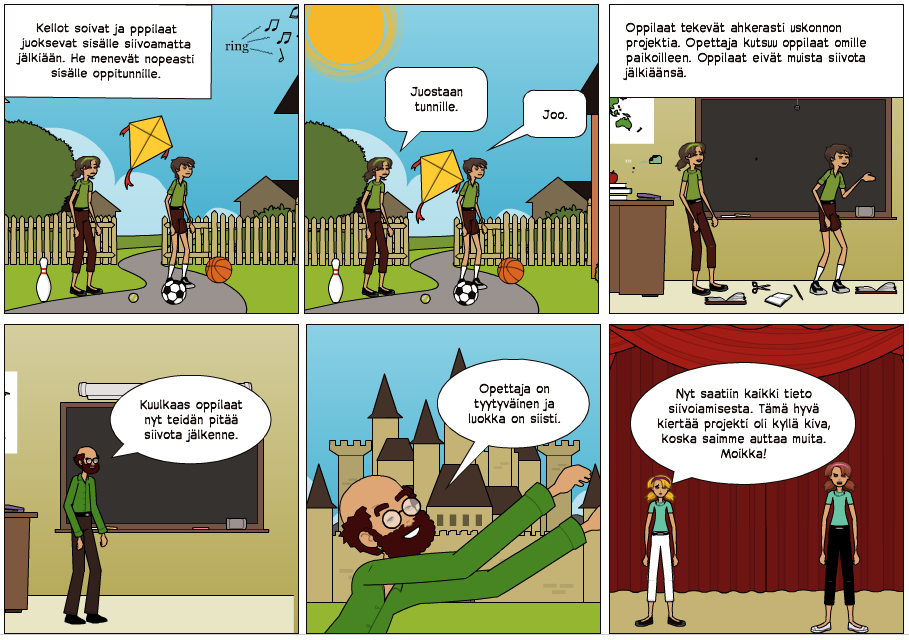 Kellot soivat ja pppilaat
juoksevat sisälle siivoamatta
jälkiään. He menevät nopeasti
sisälle oppitunnille.
ring
Juostaan
tunnille.
Joo.
Oppilaat tekevät ahkerasti uskonnon
projektia. Opettaja kutsuu oppilaat omille
paikoilleen. Oppilaat eivät muista siivota
jälkiäänsä.
Kuulkaas oppilaat
nyt teidän pitää
siivota jälkenne.
Opettaja on
tyytyväinen ja
luokka on siisti.
Nyt saatiin kaikki tieto
siivoiamisesta. Tämä hyvä
kiertää projekti oli kyllä kiva,
koska saimme auttaa muita.
Moikka!